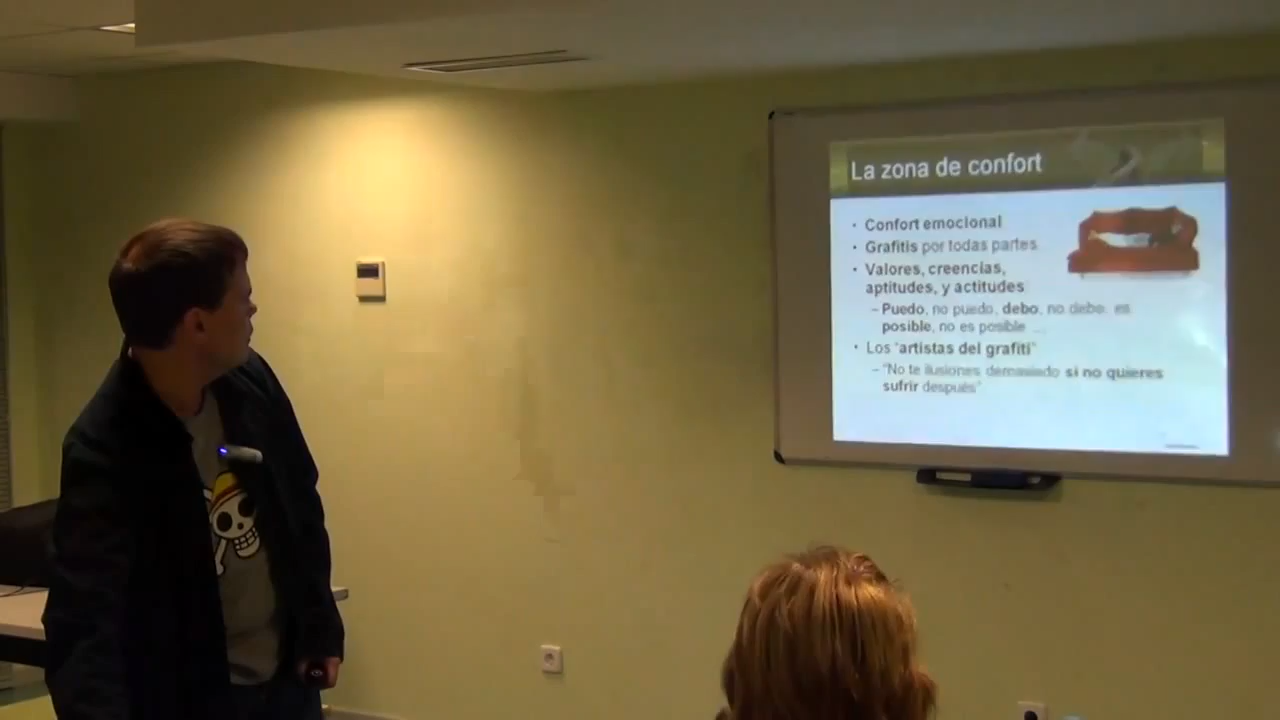 La zona de confort
• Confort emocional
• Grafitis por todas partes
• Valores, creencias,
aptitudes, y actitudes
– Puedo, no puedo, debo, no debo, es
posible, no es posible ...
• Los "artistas del grafiti"
– "No te ilusiones demasiado si no quieres
sufrir después"